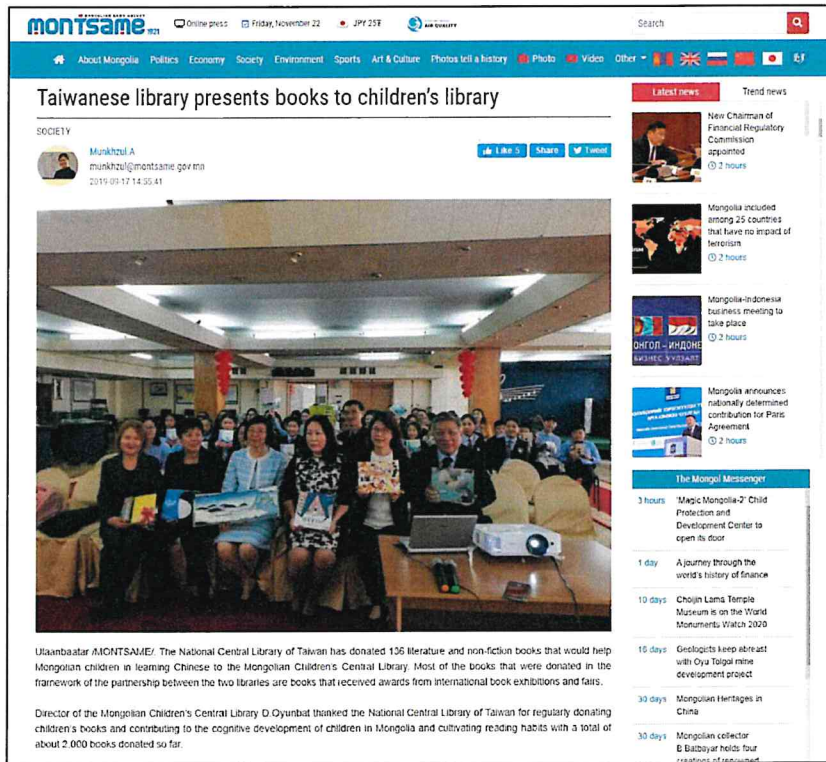 MONTSAME 1921
Online press
Friday, November 22
JPY 2.5₮
AIR QUALITY
Search
About Mongolia Politics Economy Society Environment Sports Art & Culture Photos tell a history Photo Video Other
Taiwanese library presents books to children's library
SOCIETY
Munkhzul.A
munkhzul@montsame.gov.mn
2019-09-17 14:55:41
Like 5 Share Tweet
Ulaanbaatar /MONTSAME/. The National Central Library of Taiwan has donated 136 literature and non-fiction books that would help
Mongolian children in learning Chinese to the Mongolian Children's Central Library. Most of the books that were donated in the
framework of the partnership between the two libraries are books that received awards from international book exhibitions and fairs.
Director of the Mongolian Children's Central Library D.Oyunbat thanked the National Central Library of Taiwan for regularly donating
children's books and contributing to the cognitive development of children in Mongolia and cultivating reading habits with a total of
about 2,000 books donated so far.
Latest news Trend news
New Chairman of
Financial Regulatory
Commission
appointed
2 hours
Mongolia included
among 25 countries
that have no impact of
terrorism
2 hours
ОНГОЛ - ИНДОНЕ
БИЗНЕС УУЛЗАЛТ
Mongolia-Indonesia
business meeting to
take place
2 hours
Mongolia announces
nationally determined
contribution for Paris
Agreement
2 hours
The Mongol Messenger
3 hours 'Magic Mongolia-2' Child
Protection and
Development Center to
open its door
1 day A journey through the
world's history of finance
10 days Choijin Lama Temple
Museum is on the World
Monuments Watch 2020
16 days Geologists keep abreast
with Oyu Tolgoi mine
development project
30 days Mongolian Heritages in
China
30 days Mongolian collector
B.Batbayar holds four
creations of renowned